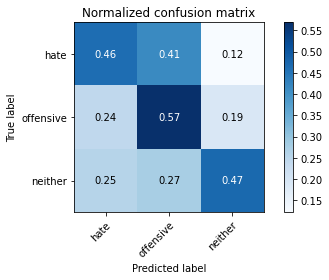 Normalized confusion matrix
True label
hate 0.46 0.41 0.12
offensive 0.24 0.57 0.19
neither 0.25 0.27 0.47
hate offensive neither
Predicted label
0.55
0.50
0.45
0.40
0.35
0.30
0.25
0.20
0.15